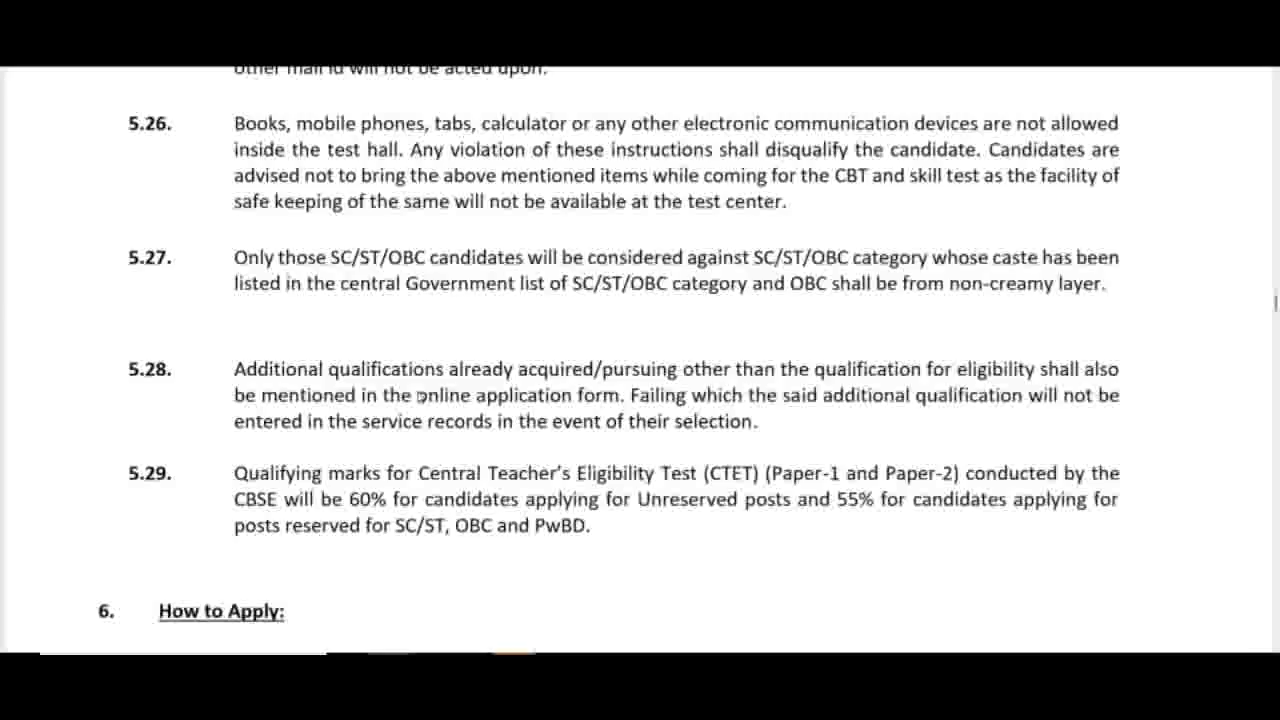 other mail id will not be acted upon.
5.26. Books, mobile phones, tabs, calculator or any other electronic communication devices are not allowed
inside the test hall. Any violation of these instructions shall disqualify the candidate. Candidates are
advised not to bring the above mentioned items while coming for the CBT and skill test as the facility of
safe keeping of the same will not be available at the test center.
5.27. Only those SC/ST/OBC candidates will be considered against SC/ST/OBC category whose caste has been
listed in the central Government list of SC/ST/OBC category and OBC shall be from non-creamy layer.
5.28. Additional qualifications already acquired/pursuing other than the qualification for eligibility shall also
be mentioned in the online application form. Failing which the said additional qualification will not be
entered in the service records in the event of their selection.
5.29. Qualifying marks for Central Teacher's Eligibility Test (CTET) (Paper-1 and Paper-2) conducted by the
CBSE will be 60% for candidates applying for Unreserved posts and 55% for candidates applying for
posts reserved for SC/ST, OBC and PwBD.
6. How to Apply: